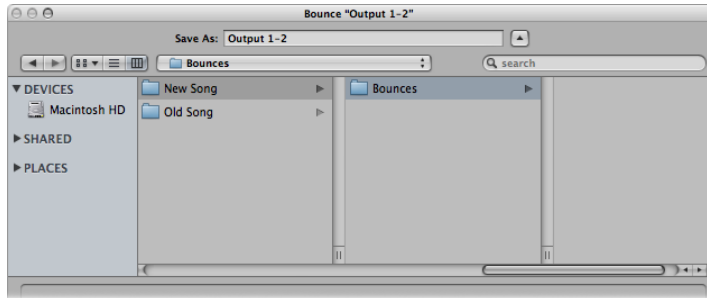 Bounce "Output 1-2"
Save As: Output 1-2
Bounces
search
DEVICES
Macintosh HD
SHARED
PLACES
New Song
Old Song
Bounces